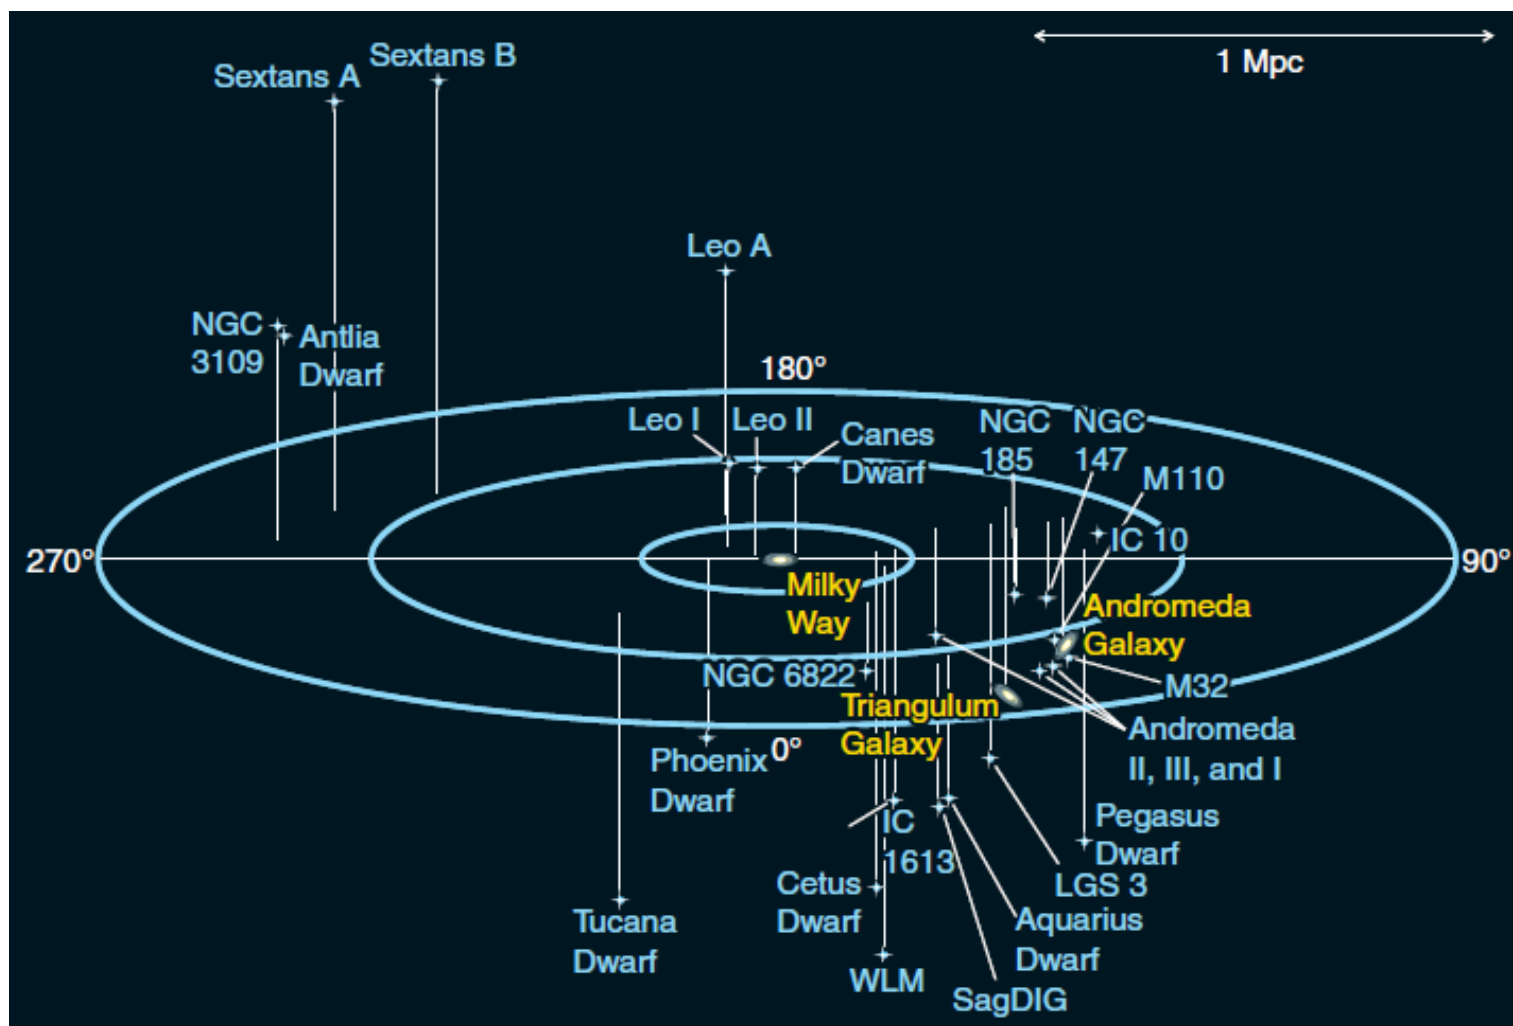 Sextans B
1 Mpc
Sextans A
Leo A
NGC
3109
Antlia
Dwarf
180°
Leo I
Leo II
Canes
Dwarf
NGC
185
NGC
147
M110
IC 10
270°
90°
Milky
Way
Andromeda
Galaxy
NGC 6822
M32
Triangulum
Galaxy
Andromeda
II, III, and I
Phoenix
Dwarf
0°
IC
1613
Pegasus
Dwarf
LGS 3
Cetus
Dwarf
Tucana
Dwarf
Aquarius
Dwarf
WLM
SagDIG